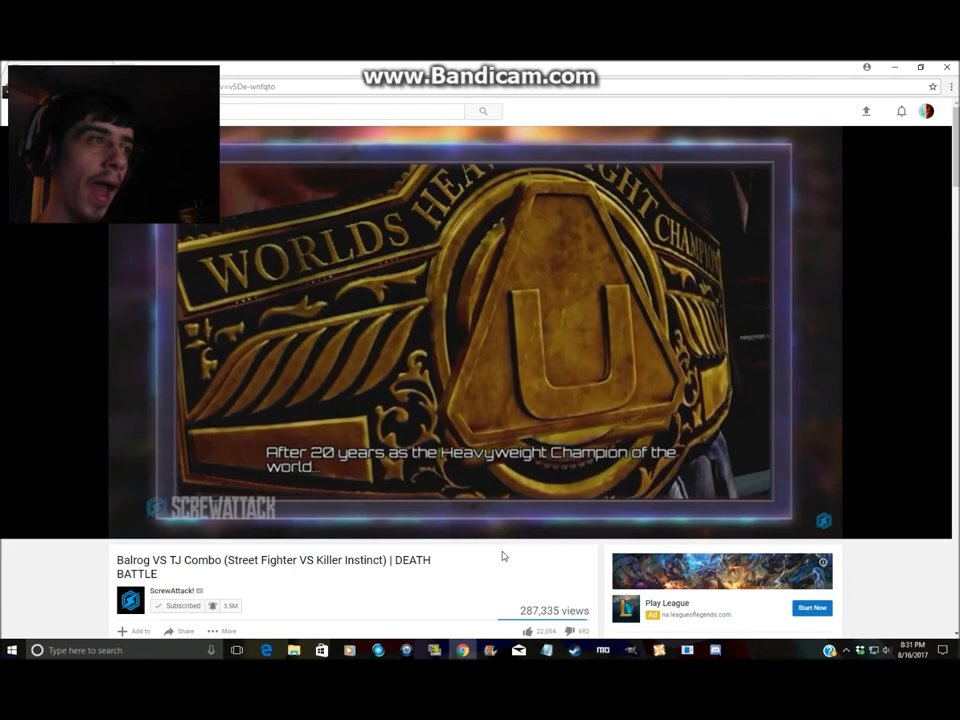 www.Bandicam.com
v=v5De-wnfqto
WORLDS HEAVYWEIGHT CHAMPION
U
After 20 years as the Heavyweight Champion of the
world...
SCREWATTACK
Balrog VS TJ Combo (Street Fighter VS Killer Instinct) | DEATH
BATTLE
ScrewAttack!
Subscribed
3.5M
287,335 views
Add to
Share
More
22,054
692
Play League
Ad
na.leagueoflegends.com
Start Now
Type here to search
8:31 PM
8/16/2017